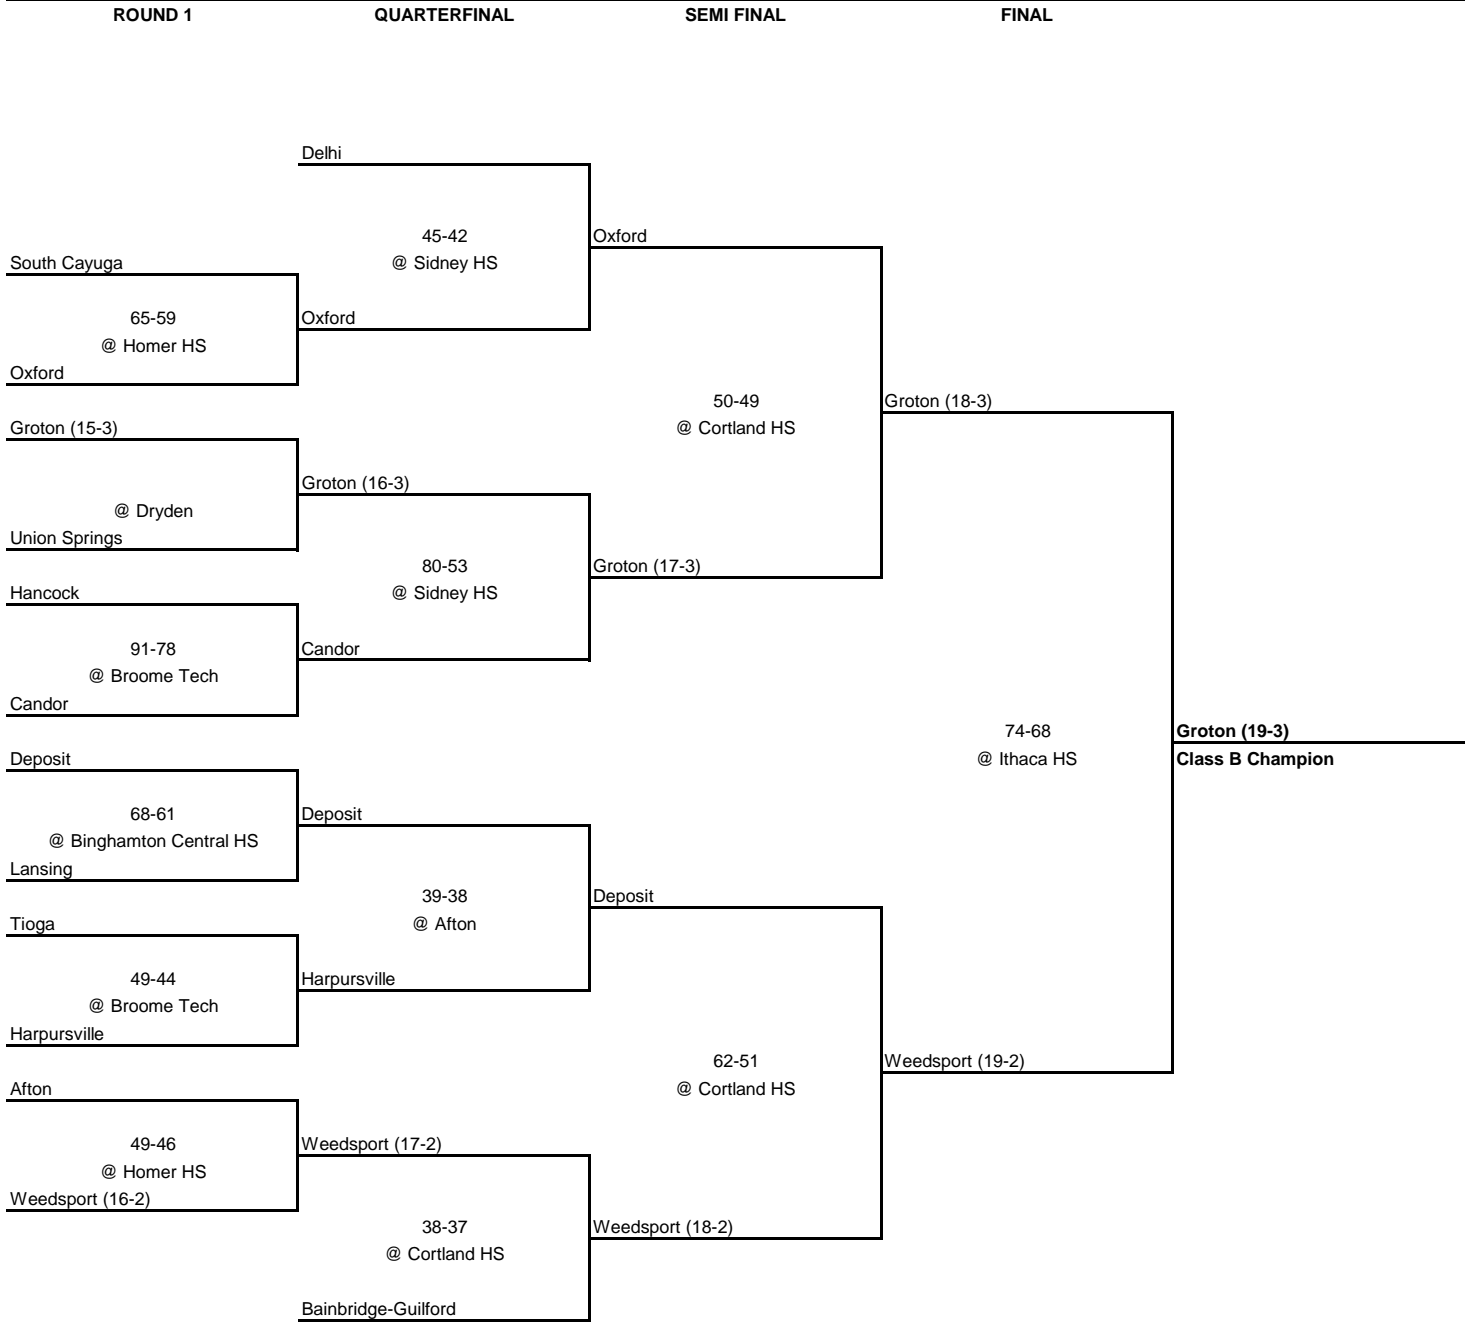 ROUND 1 QUARTERFINAL SEMI FINAL FINAL
Delhi
45-42 Oxford
South Cayuga @ Sidney HS
65-59 Oxford
@ Homer HS
Oxford
50-49 Groton (18-3)
Groton (15-3) @ Cortland HS
Groton (16-3)
@ Dryden
Union Springs
80-53 Groton (17-3)
Hancock @ Sidney HS
91-78 Candor
@ Broome Tech
Candor
74-68 Groton (19-3)
Deposit @ Ithaca HS Class B Champion
68-61 Deposit
@ Binghamton Central HS
Lansing
39-38 Deposit
Tioga @ Afton
49-44 Harpursville
@ Broome Tech
Harpursville
62-51 Weedsport (19-2)
Afton @ Cortland HS
49-46 Weedsport (17-2)
@ Homer HS
Weedsport (16-2)
38-37 Weedsport (18-2)
@ Cortland HS
Bainbridge-Guilford